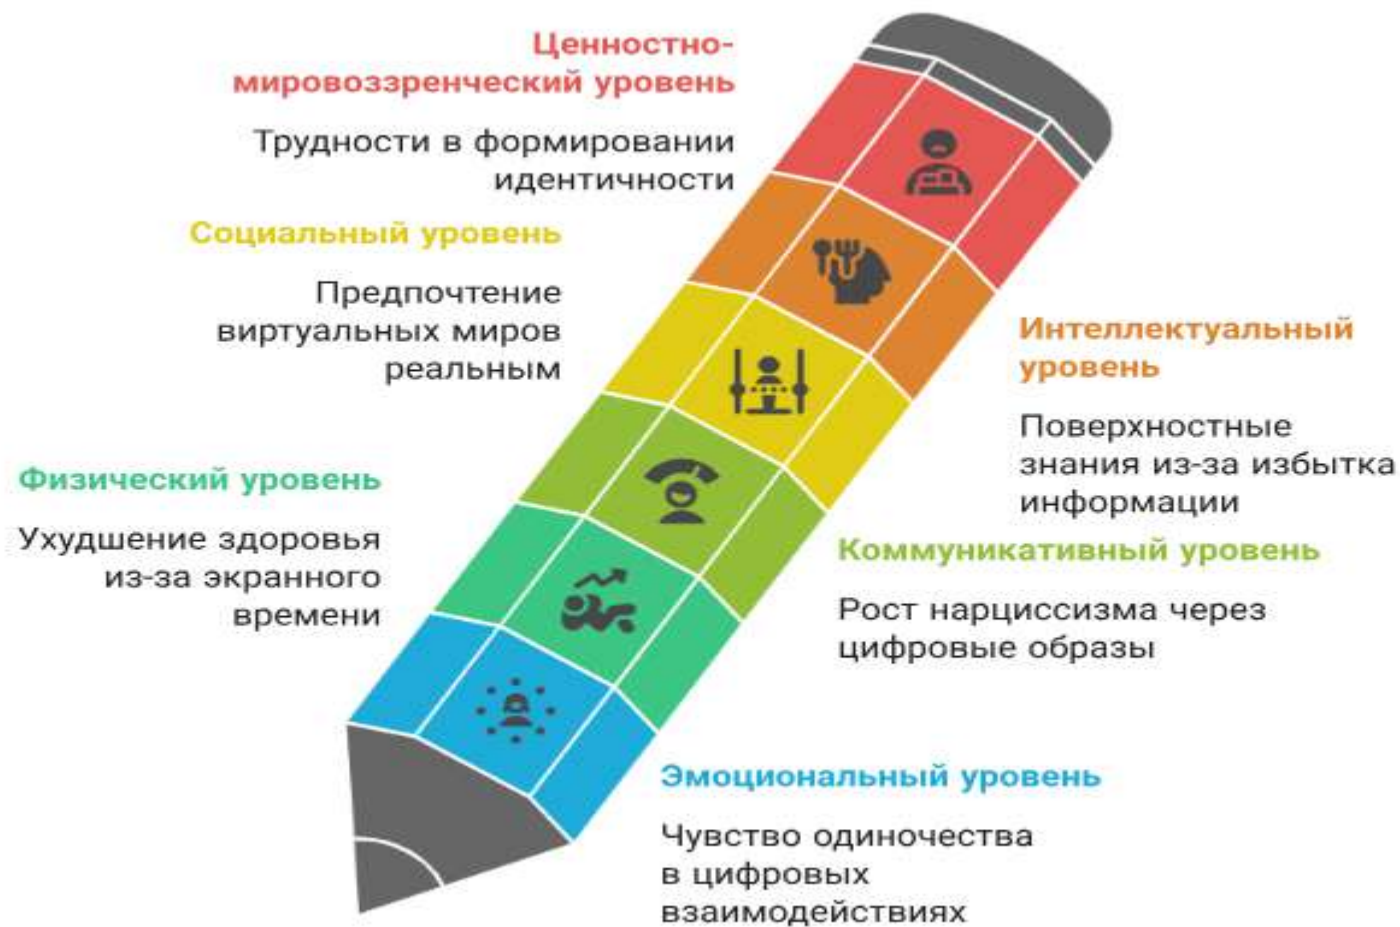 Ценностно-
мировоззренческий уровень
Трудности в формировании
идентичности
Социальный уровень
Предпочтение
виртуальных миров
реальным
Интеллектуальный
уровень
Поверхностные
знания из-за избытка
информации
Физический уровень
Ухудшение здоровья
из-за экранного
времени
Коммуникативный уровень
Рост нарциссизма через
цифровые образы
Эмоциональный уровень
Чувство одиночества
в цифровых
взаимодействиях